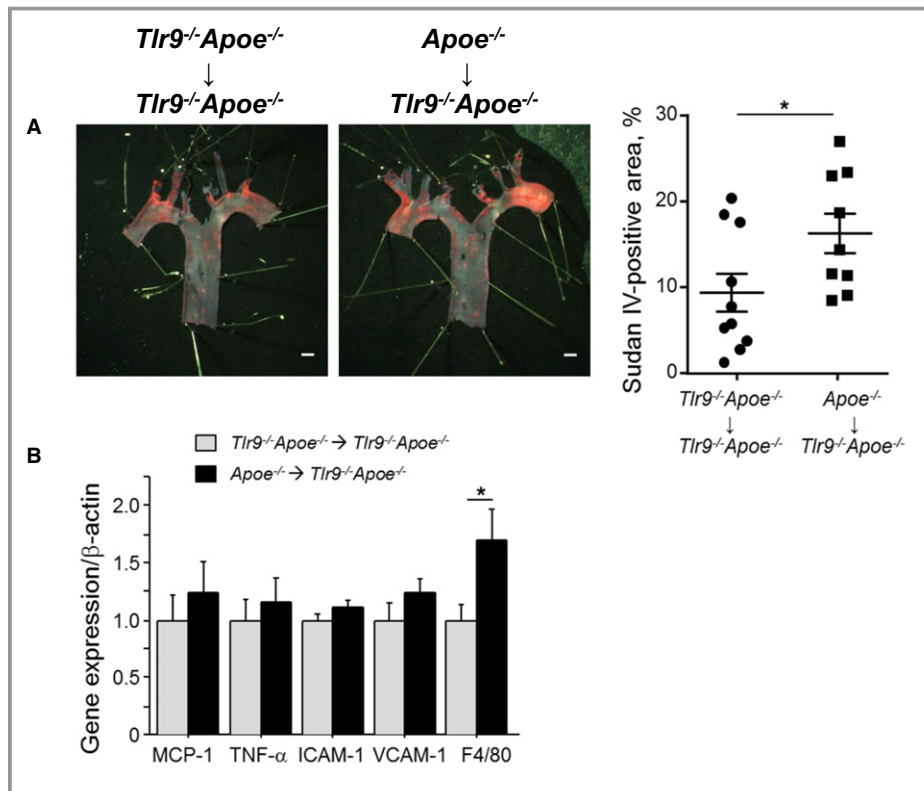 Tlr9-/-Apoe-/- Apoe-/-
↓ ↓
Tlr9-/-Apoe-/- Tlr9-/-Apoe-/-
A
Sudan IV-positive area, %
30
20
10
0
*
Tlr9-/-Apoe-/- Apoe-/-
↓ ↓
Tlr9-/-Apoe-/- Tlr9-/-Apoe-/-
B
Tlr9-/-Apoe-/- → Tlr9-/-Apoe-/-
Apoe-/- → Tlr9-/-Apoe-/-
Gene expression/β-actin
2.0
1.5
1.0
0.5
0
*
MCP-1 TNF-α ICAM-1 VCAM-1 F4/80